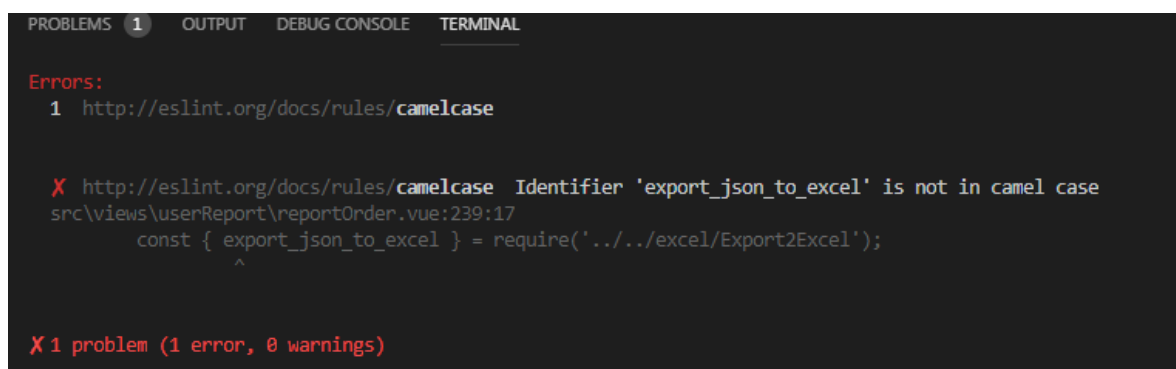 PROBLEMS 1 OUTPUT DEBUG CONSOLE TERMINAL
Errors:
1 http://eslint.org/docs/rules/camelcase
✗ http://eslint.org/docs/rules/camelcase Identifier 'export_json_to_excel' is not in camel case
src\views\userReport\reportOrder.vue:239:17
const { export_json_to_excel } = require('../../excel/Export2Excel');
^
✗ 1 problem (1 error, 0 warnings)